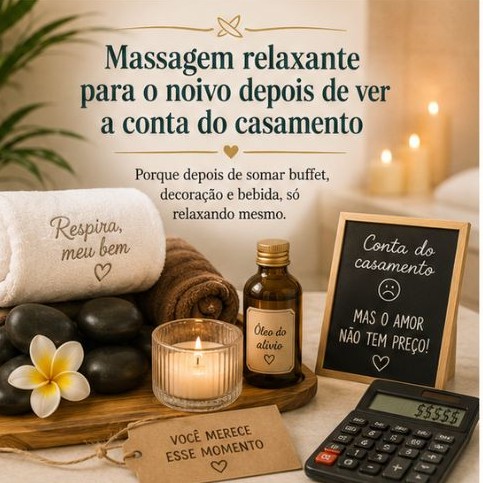 Massagem relaxante
para o noivo depois de ver
a conta do casamento
Porque depois de somar buffet,
decoração e bebida, só
relaxando mesmo.
Respira,
meu bem
Óleo do
alívio
Conta do
casamento
MAS O AMOR
NÃO TEM PREÇO!
VOCÊ MERECE
ESSE MOMENTO
$$$$$